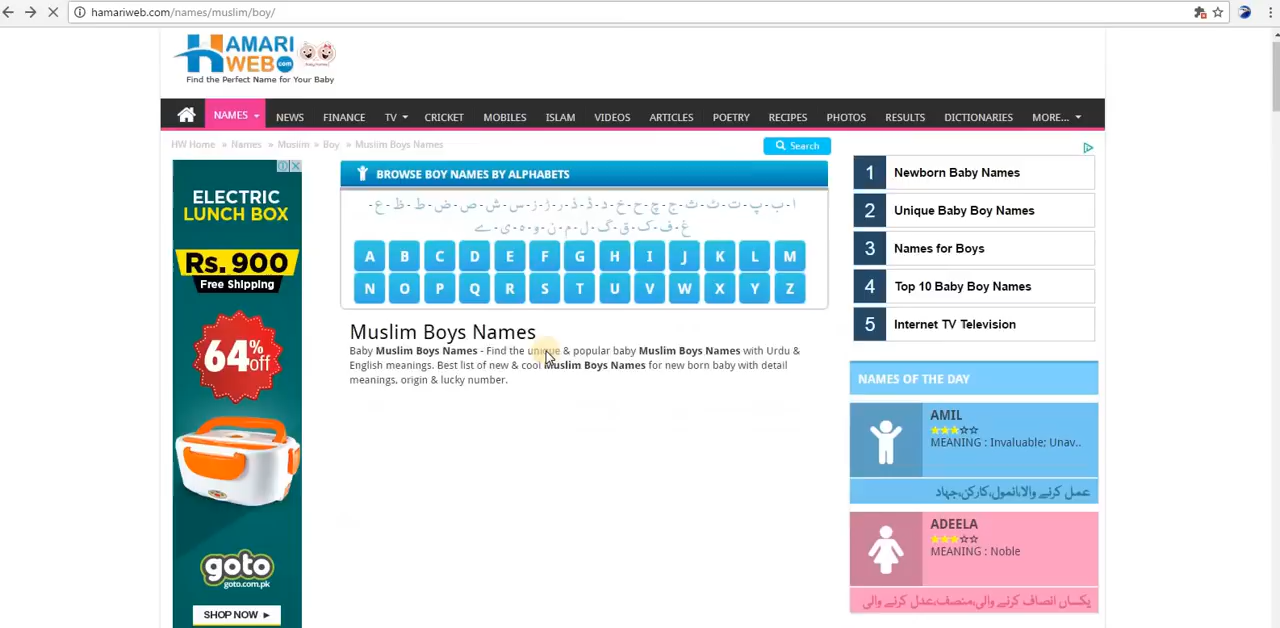 hamariweb.com/names/muslim/boy/
HAMARI
WEB.com
Find the Perfect Name for Your Baby
NAMES
NEWS
FINANCE
TV
CRICKET
MOBILES
ISLAM
VIDEOS
ARTICLES
POETRY
RECIPES
PHOTOS
RESULTS
DICTIONARIES
MORE...
HW Home » Names » Muslim » Boy » Muslim Boys Names
Search
ELECTRIC
LUNCH BOX
Rs. 900
Free Shipping
64% off
goto
goto.com.pk
SHOP NOW ►
BROWSE BOY NAMES BY ALPHABETS
ا - ب - پ - ت - ٹ - ث - ج - چ - ح - خ - د - ڈ - ذ - ر - ڑ - ز - س - ش - ص - ض - ط - ظ - ع -
غ - ف - ک - ق - گ - ل - م - ن - و - ہ - ی - ے
A B C D E F G H I J K L M
N O P Q R S T U V W X Y Z
Muslim Boys Names
Baby Muslim Boys Names - Find the unique & popular baby Muslim Boys Names with Urdu &
English meanings. Best list of new & cool Muslim Boys Names for new born baby with detail
meanings, origin & lucky number.
1 Newborn Baby Names
2 Unique Baby Boy Names
3 Names for Boys
4 Top 10 Baby Boy Names
5 Internet TV Television
NAMES OF THE DAY
AMIL
MEANING : Invaluable; Unav..
عمل کرنے والا،انمول،کارکن،جہاد
ADEELA
MEANING : Noble
یکساں انصاف کرنے والی،منصف،عدل کرنے والی